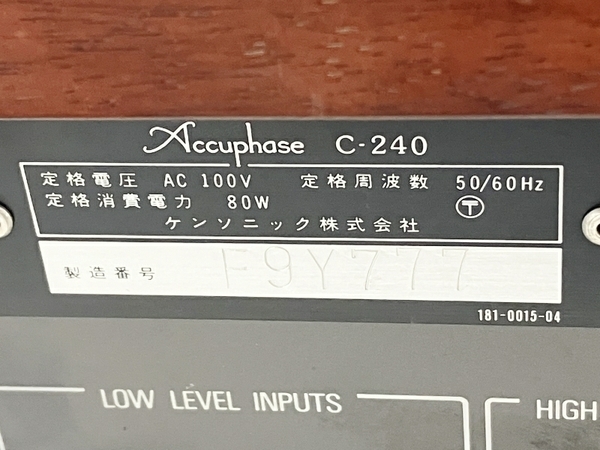 Accuphase C-240
定格電圧 AC 100V 定格周波数 50/60Hz
定格消費電力 80W 〒
ケンソニック株式会社
製造番号 F9Y777
181-0015-04
LOW LEVEL INPUTS HIGH